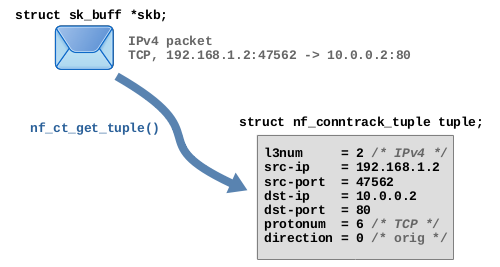 struct sk_buff *skb;
IPv4 packet
TCP, 192.168.1.2:47562 -> 10.0.0.2:80
nf_ct_get_tuple()
struct nf_conntrack_tuple tuple;
l3num = 2 /* IPv4 */
src-ip = 192.168.1.2
src-port = 47562
dst-ip = 10.0.0.2
dst-port = 80
protonum = 6 /* TCP */
direction = 0 /* orig */